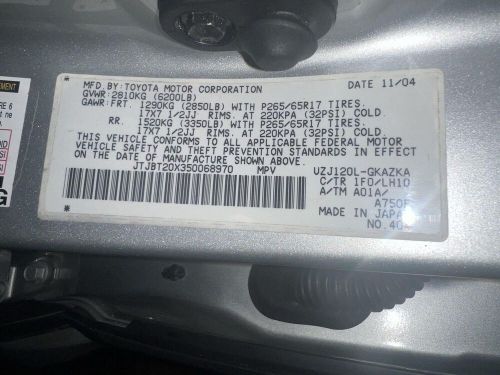 MFD. BY: TOYOTA MOTOR CORPORATION DATE 11/04
GVWR: 2810KG (6200LB)
GAWR: FRT. 1290KG (2850LB) WITH P265/65R17 TIRES.
17X7 1/2JJ RIMS. AT 220KPA (32PSI) COLD.
RR. 1520KG (3350LB) WITH P265/65R17 TIRES.
17X7 1/2JJ RIMS. AT 220KPA (32PSI) COLD.
THIS VEHICLE CONFORMS TO ALL APPLICABLE FEDERAL MOTOR
VEHICLE SAFETY AND THEFT PREVENTION STANDARDS IN EFFECT
ON THE DATE OF MANUFACTURE SHOWN ABOVE.
JTJBT20X350068970 MPV UZJ120L-GKAZKA
C/TR 1F0/LH10
A/TM A01A/
A750F
MADE IN JAPAN
NO.